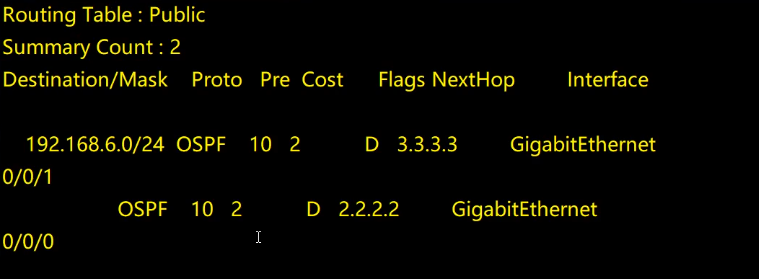 Routing Table : Public
Summary Count : 2
Destination/Mask Proto Pre Cost Flags NextHop Interface
192.168.6.0/24 OSPF 10 2 D 3.3.3.3 GigabitEthernet
0/0/1
OSPF 10 2 D 2.2.2.2 GigabitEthernet
0/0/0